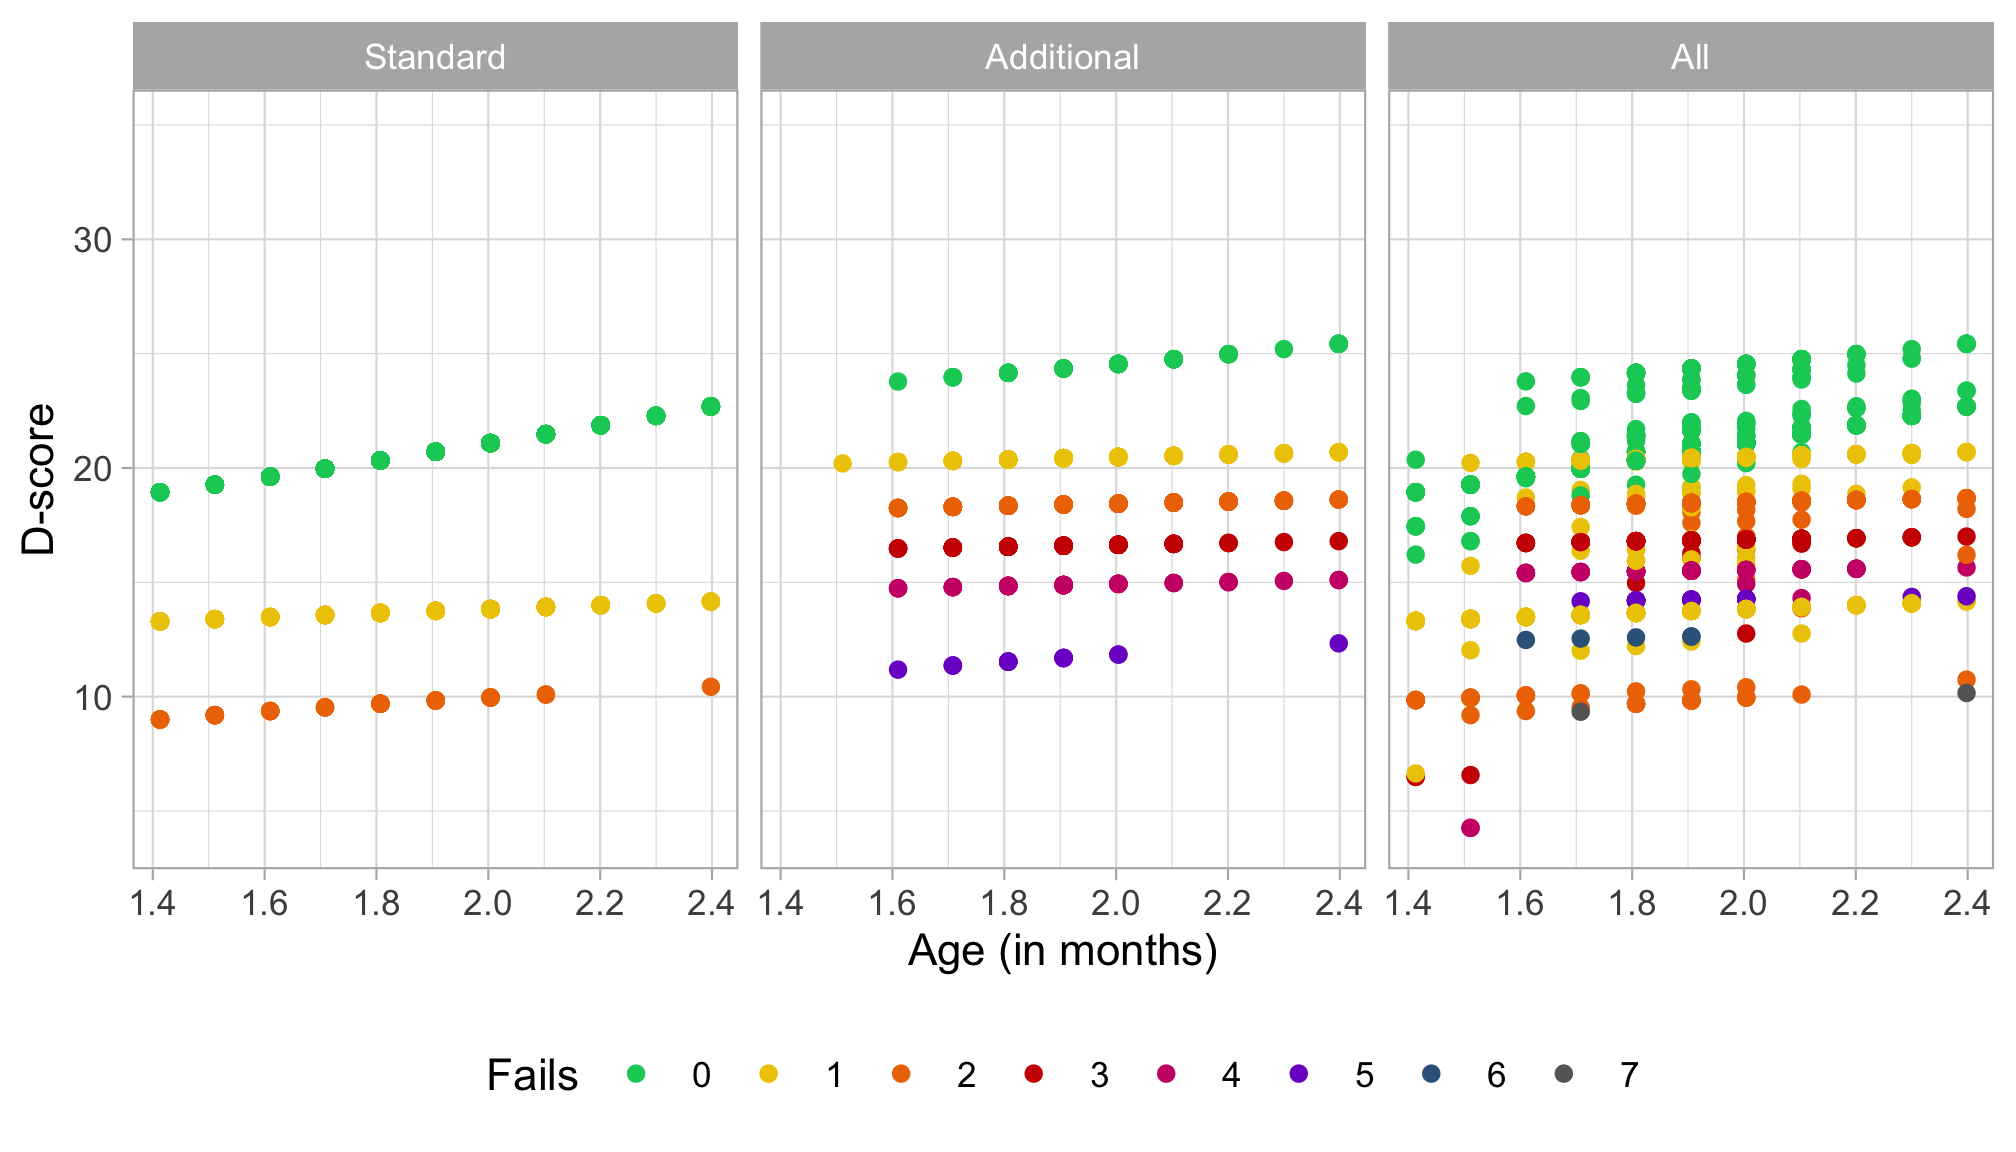 Standard Additional All
30
20
10
D-score
1.4 1.6 1.8 2.0 2.2 2.4 1.4 1.6 1.8 2.0 2.2 2.4 1.4 1.6 1.8 2.0 2.2 2.4
Age (in months)
Fails 0 1 2 3 4 5 6 7